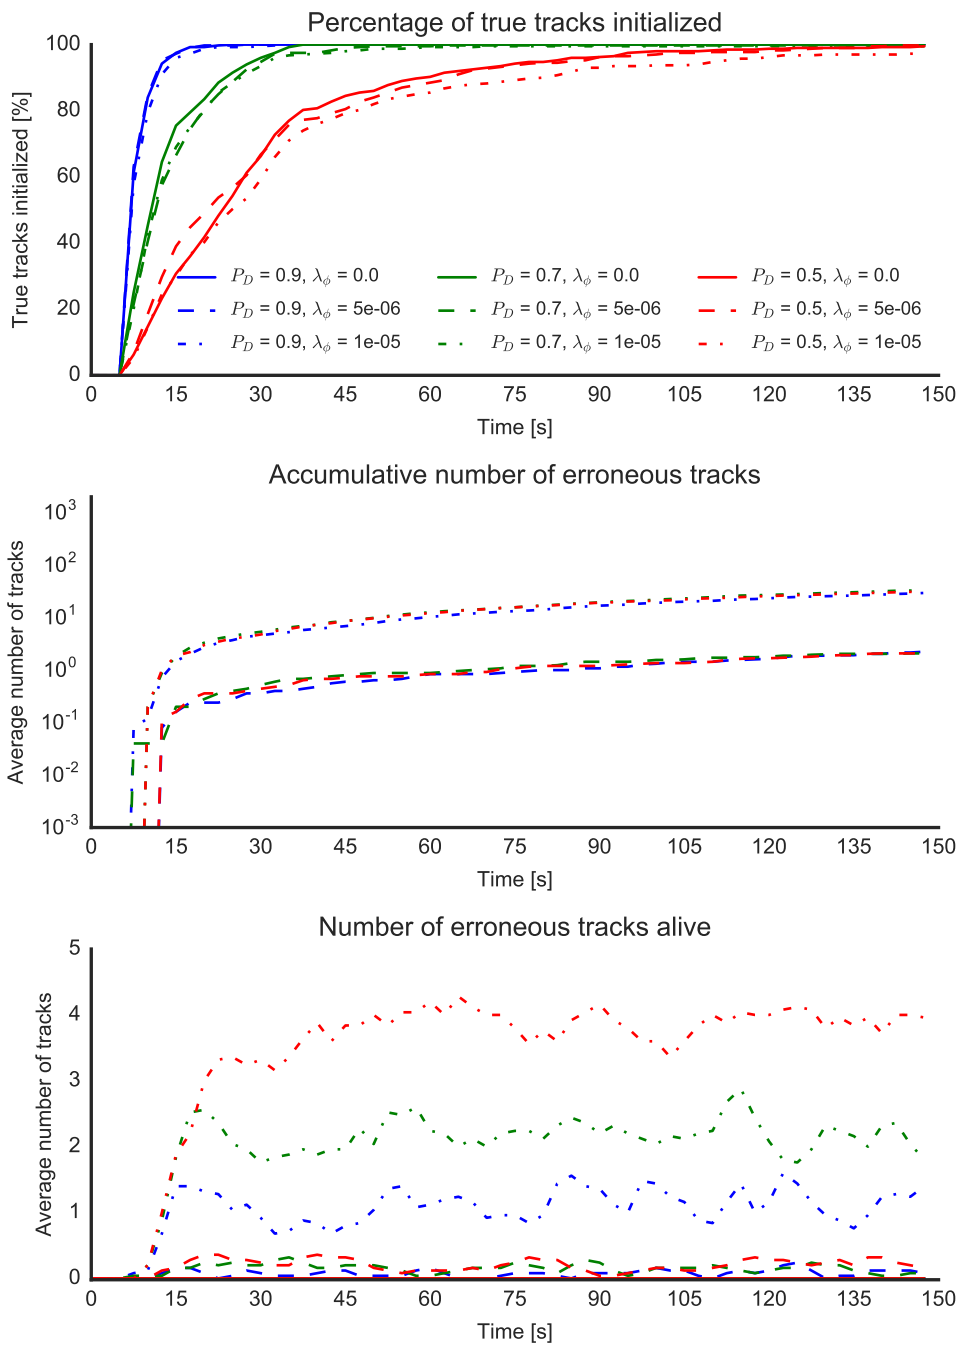 Percentage of true tracks initialized
True tracks initialized [%]
100
80
60
40
20
0
P_D = 0.9, λ_ϕ = 0.0
P_D = 0.7, λ_ϕ = 0.0
P_D = 0.5, λ_ϕ = 0.0
P_D = 0.9, λ_ϕ = 5e-06
P_D = 0.7, λ_ϕ = 5e-06
P_D = 0.5, λ_ϕ = 5e-06
P_D = 0.9, λ_ϕ = 1e-05
P_D = 0.7, λ_ϕ = 1e-05
P_D = 0.5, λ_ϕ = 1e-05
0 15 30 45 60 75 90 105 120 135 150
Time [s]
Accumulative number of erroneous tracks
Average number of tracks
10^3
10^2
10^1
10^0
10^-1
10^-2
10^-3
0 15 30 45 60 75 90 105 120 135 150
Time [s]
Number of erroneous tracks alive
Average number of tracks
5
4
3
2
1
0
0 15 30 45 60 75 90 105 120 135 150
Time [s]